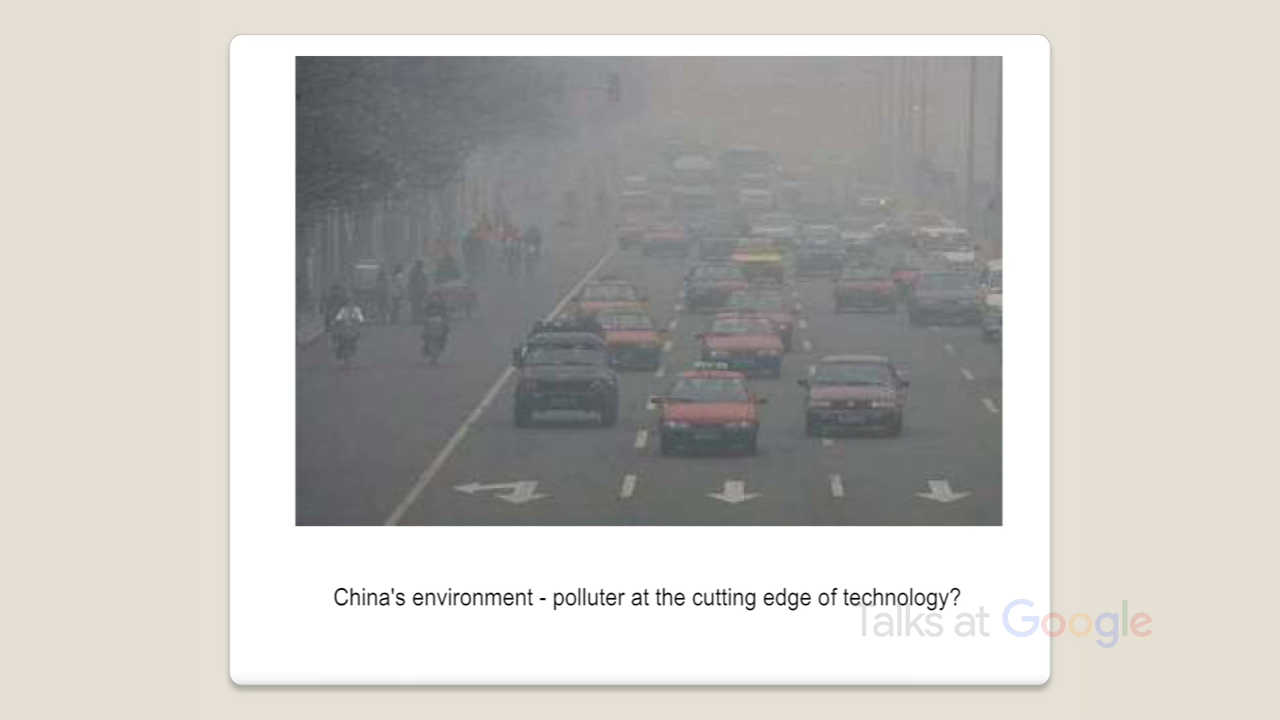 China's environment - polluter at the cutting edge of technology?
Talks at Google